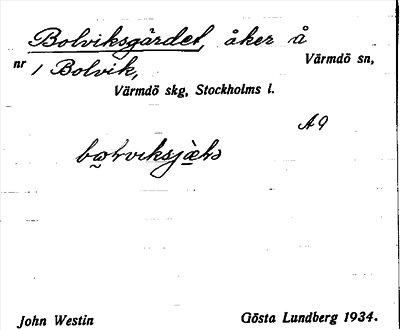 Bolviksgärdet, åker å
nr 1 Bolvik, Värmdö sn,
Värmdö skg, Stockholms l.
A9
John Westin Gösta Lundberg 1934.